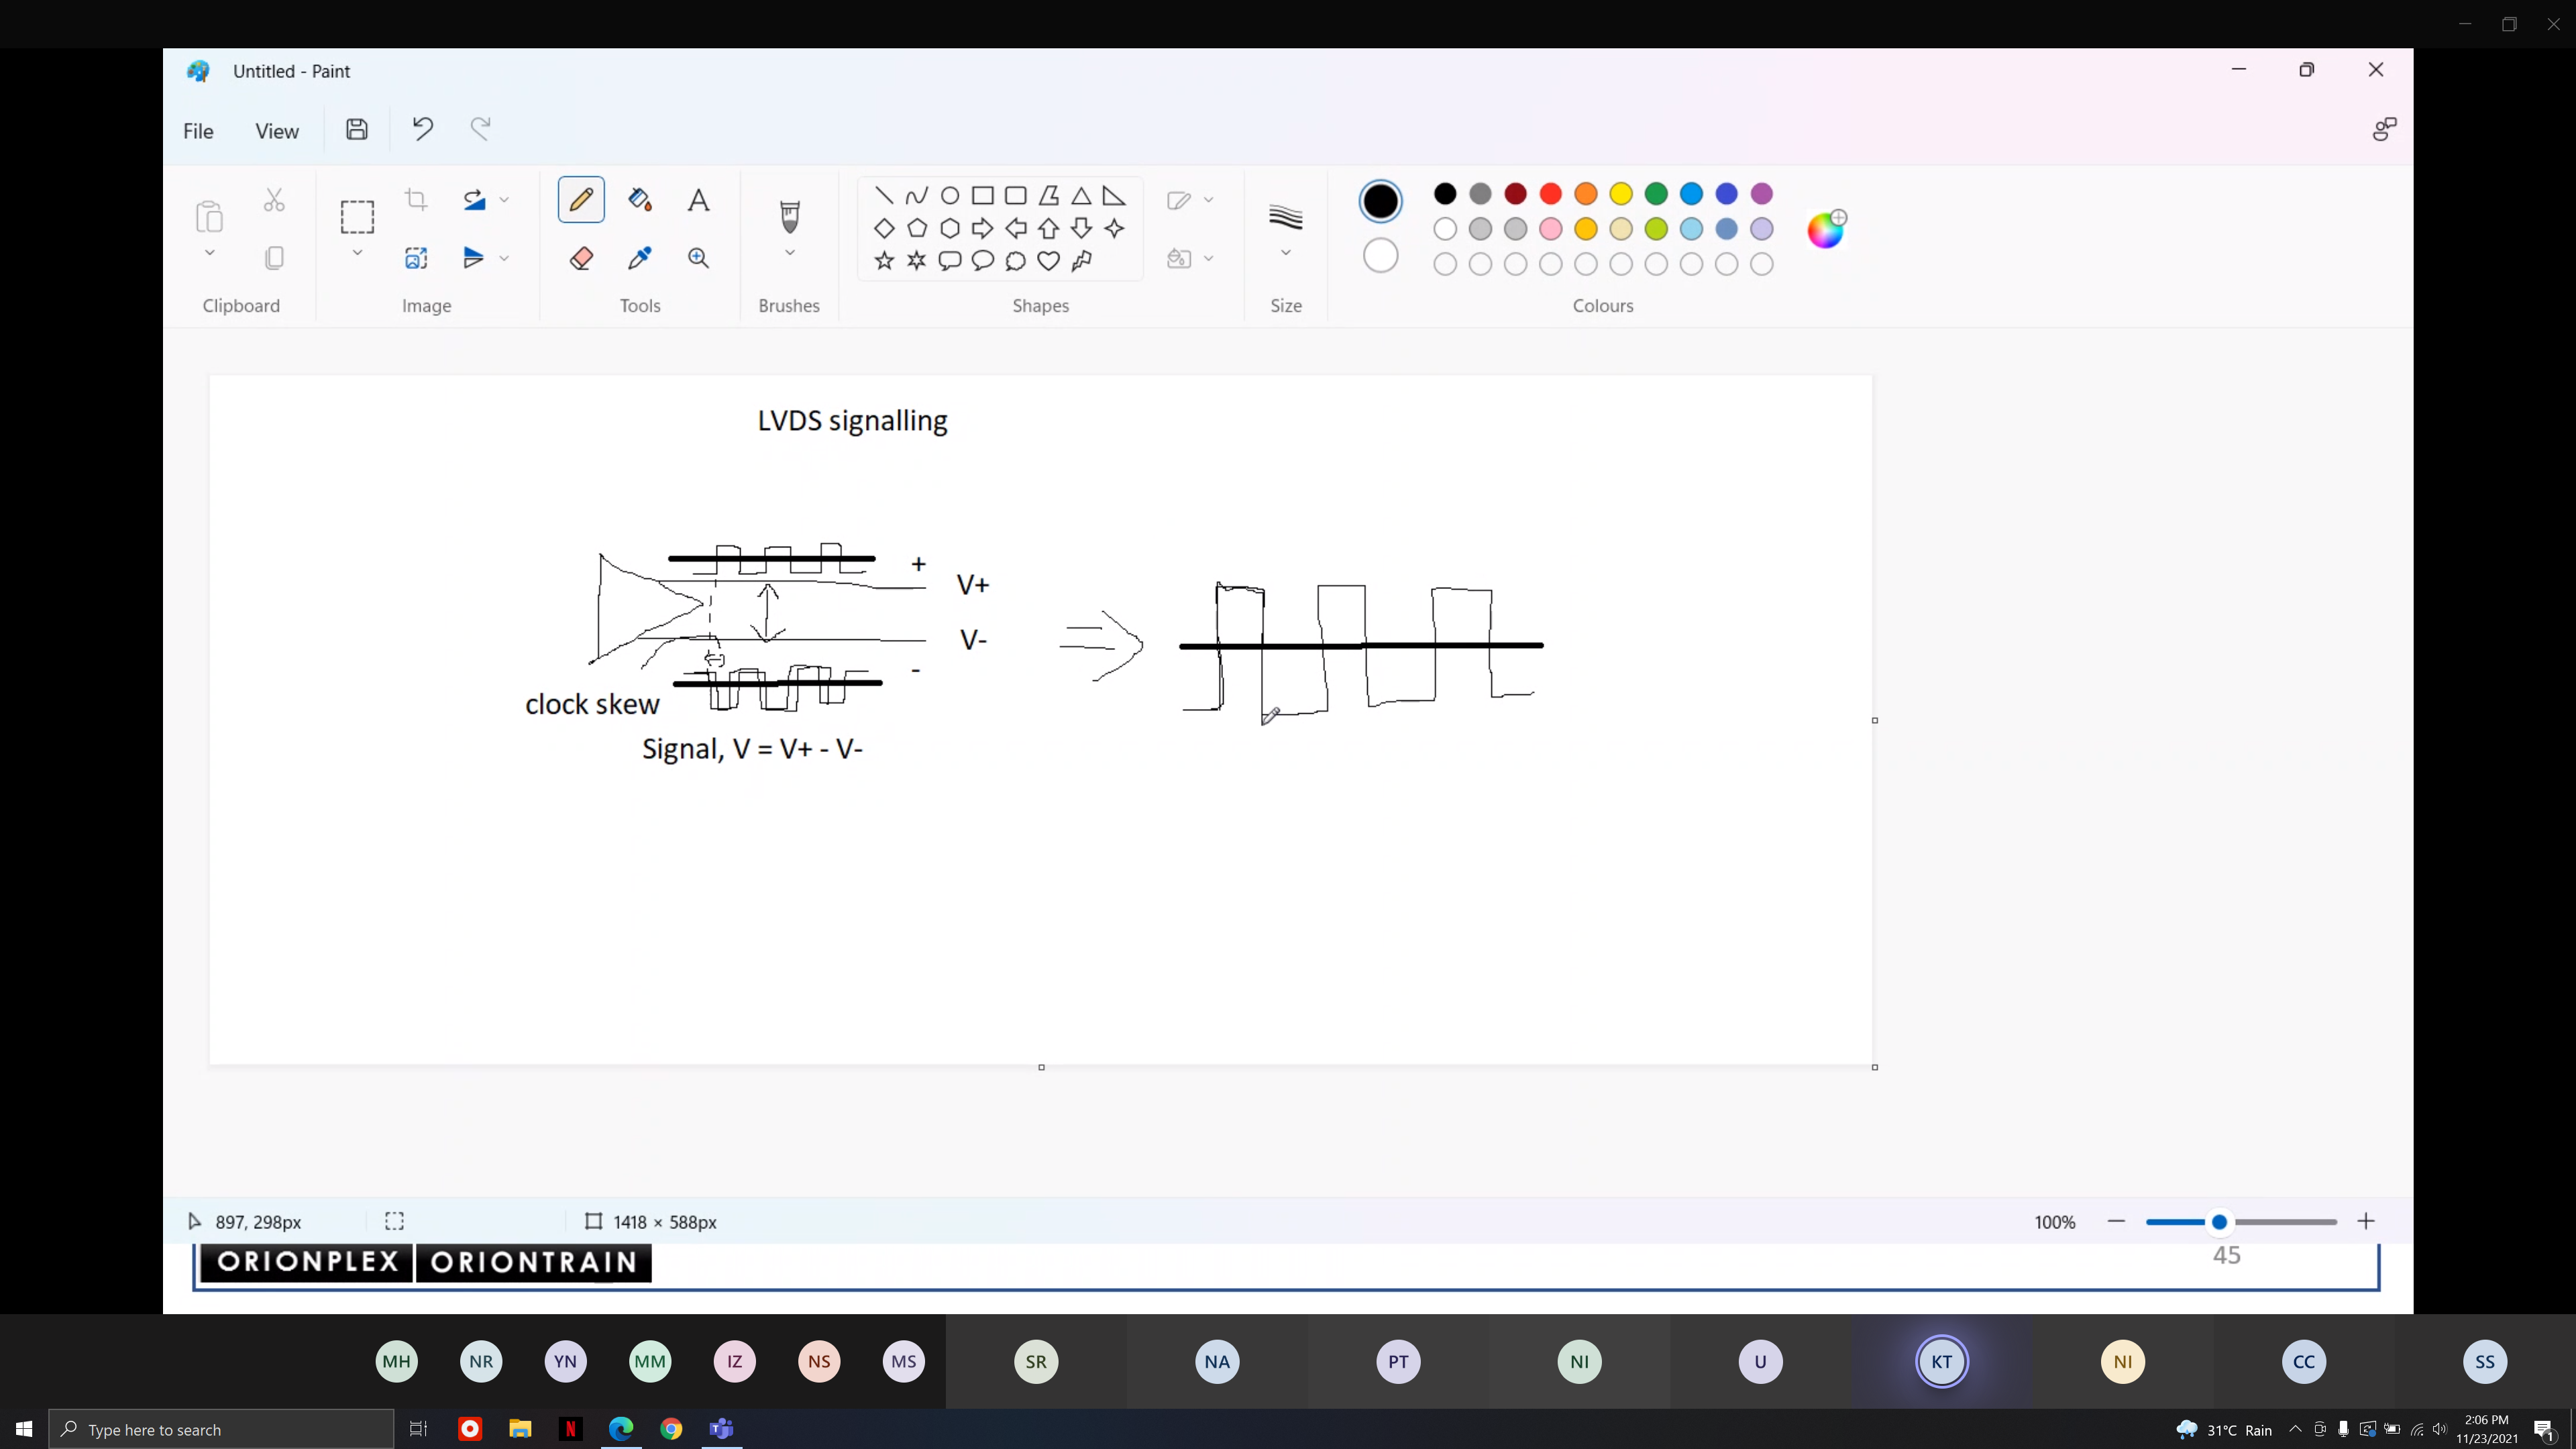 Untitled - Paint
File View
Clipboard Image Tools Brushes Shapes Size Colours
LVDS signalling
+
V+
V-
-
clock skew
Signal, V = V+ - V-
897, 298px 1418 × 588px 100%
ORIONPLEX ORIONTRAIN 45
MH NR YN MM IZ NS MS SR NA PT NI U KT NI CC SS
Type here to search 31°C Rain 2:06 PM
11/23/2021 1